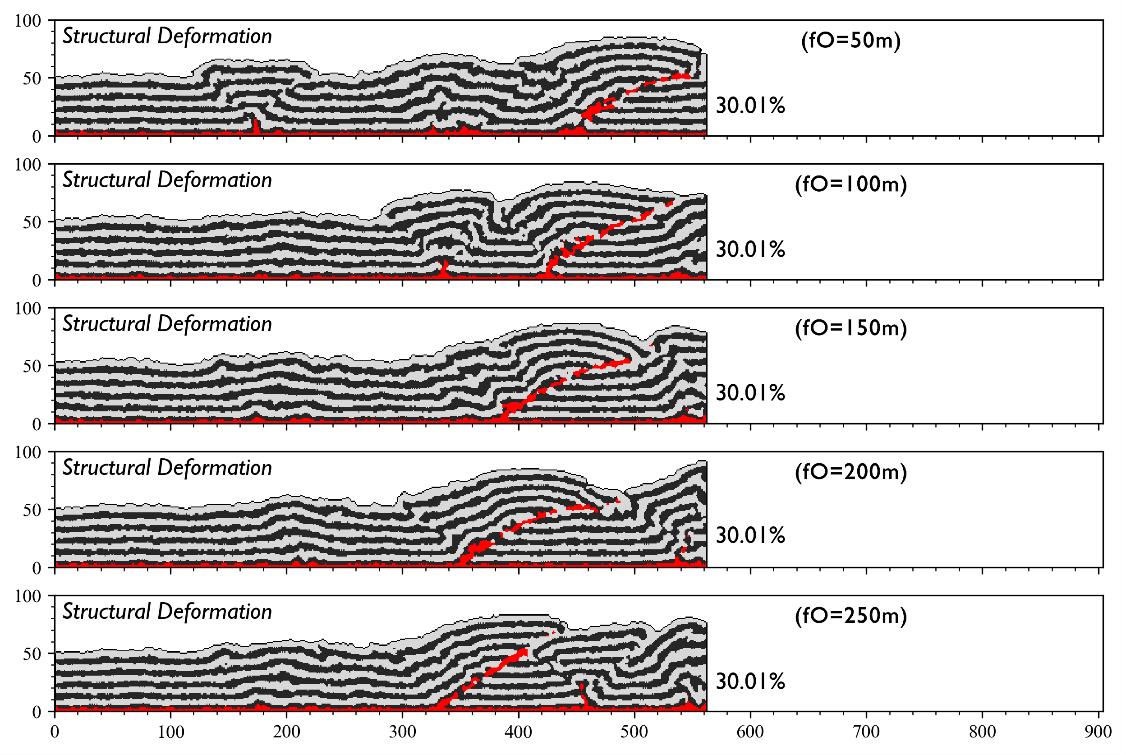 100
Structural Deformation
(fO=50m)
50
30.01%
0
100
Structural Deformation
(fO=100m)
50
30.01%
0
100
Structural Deformation
(fO=150m)
50
30.01%
0
100
Structural Deformation
(fO=200m)
50
30.01%
0
100
Structural Deformation
(fO=250m)
50
30.01%
0
0 100 200 300 400 500 600 700 800 900